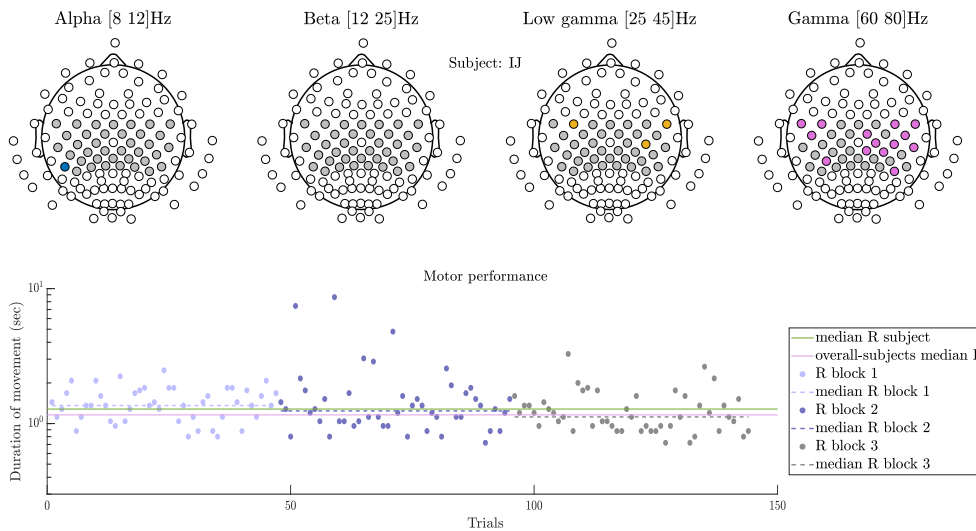 Alpha [8 12]Hz
Beta [12 25]Hz
Low gamma [25 45]Hz
Gamma [60 80]Hz
Subject: IJ
Motor performance
10¹
10⁰
Duration of movement (sec)
0
50
100
150
Trials
median R subject
overall-subjects median
R block 1
median R block 1
R block 2
median R block 2
R block 3
median R block 3